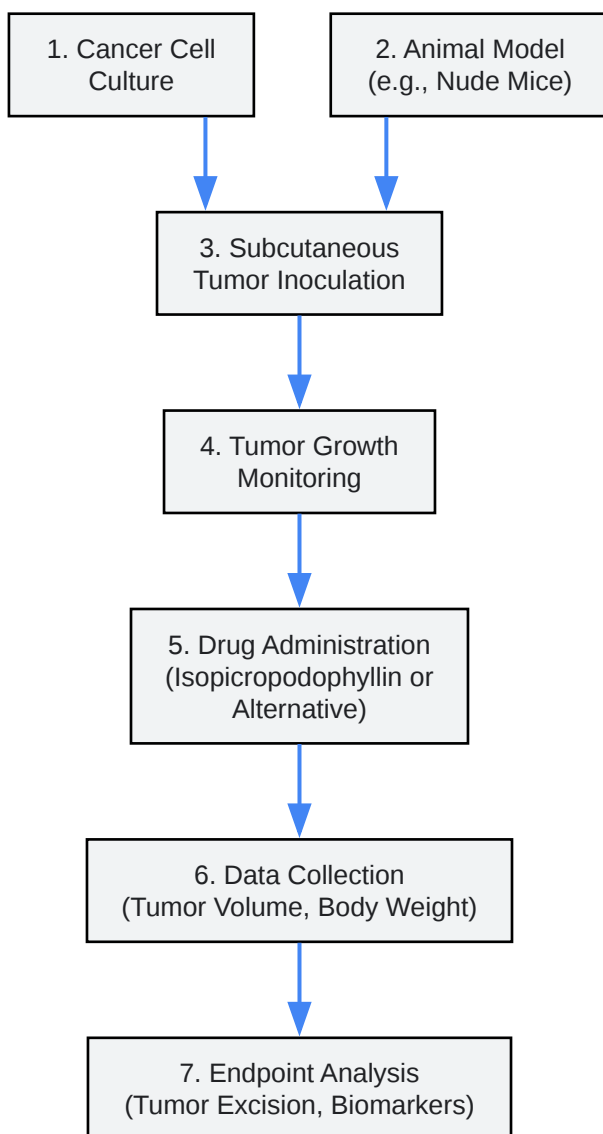 1. Cancer Cell
Culture
2. Animal Model
(e.g., Nude Mice)
3. Subcutaneous
Tumor Inoculation
4. Tumor Growth
Monitoring
5. Drug Administration
(Isopicropodophyllin or
Alternative)
6. Data Collection
(Tumor Volume, Body Weight)
7. Endpoint Analysis
(Tumor Excision, Biomarkers)